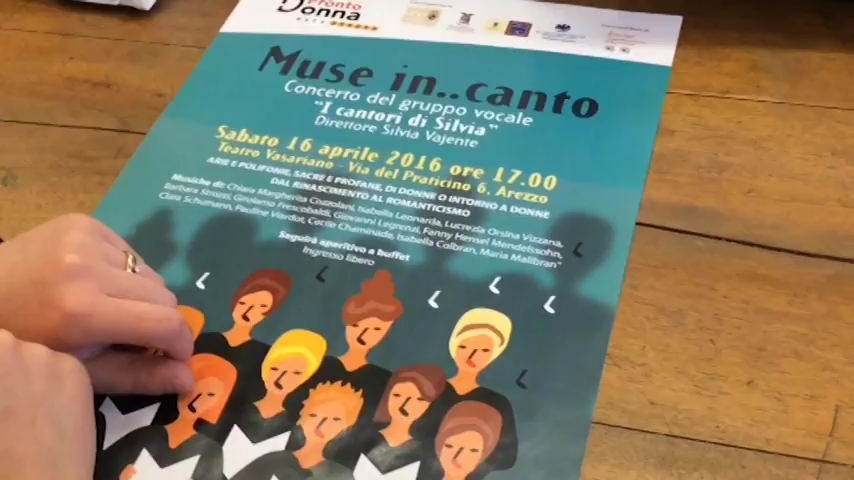 Pronto
Donna
Muse in..canto
Concerto del gruppo vocale
"I cantori di Silvia"
Direttore Silvia Vajente
Sabato 16 aprile 2016 ore 17.00
Teatro Vasariano - Via del Praticino 6, Arezzo
ARIE E POLIFONIE, SACRE E PROFANE, DI DONNE O INTORNO A DONNE
DAL RINASCIMENTO AL ROMANTICISMO
Musiche di: Chiara Margherita Cozzolani, Isabella Leonarda, Lucrezia Orsina Vizzana,
Barbara Strozzi, Girolamo Frescobaldi, Giovanni Legrenzi, Fanny Hensel Mendelssohn,
Clara Schumann, Pauline Viardot, Cecile Chaminade, Isabella Colbran, Maria Malibran"
Seguirà aperitivo a buffet
Ingresso libero